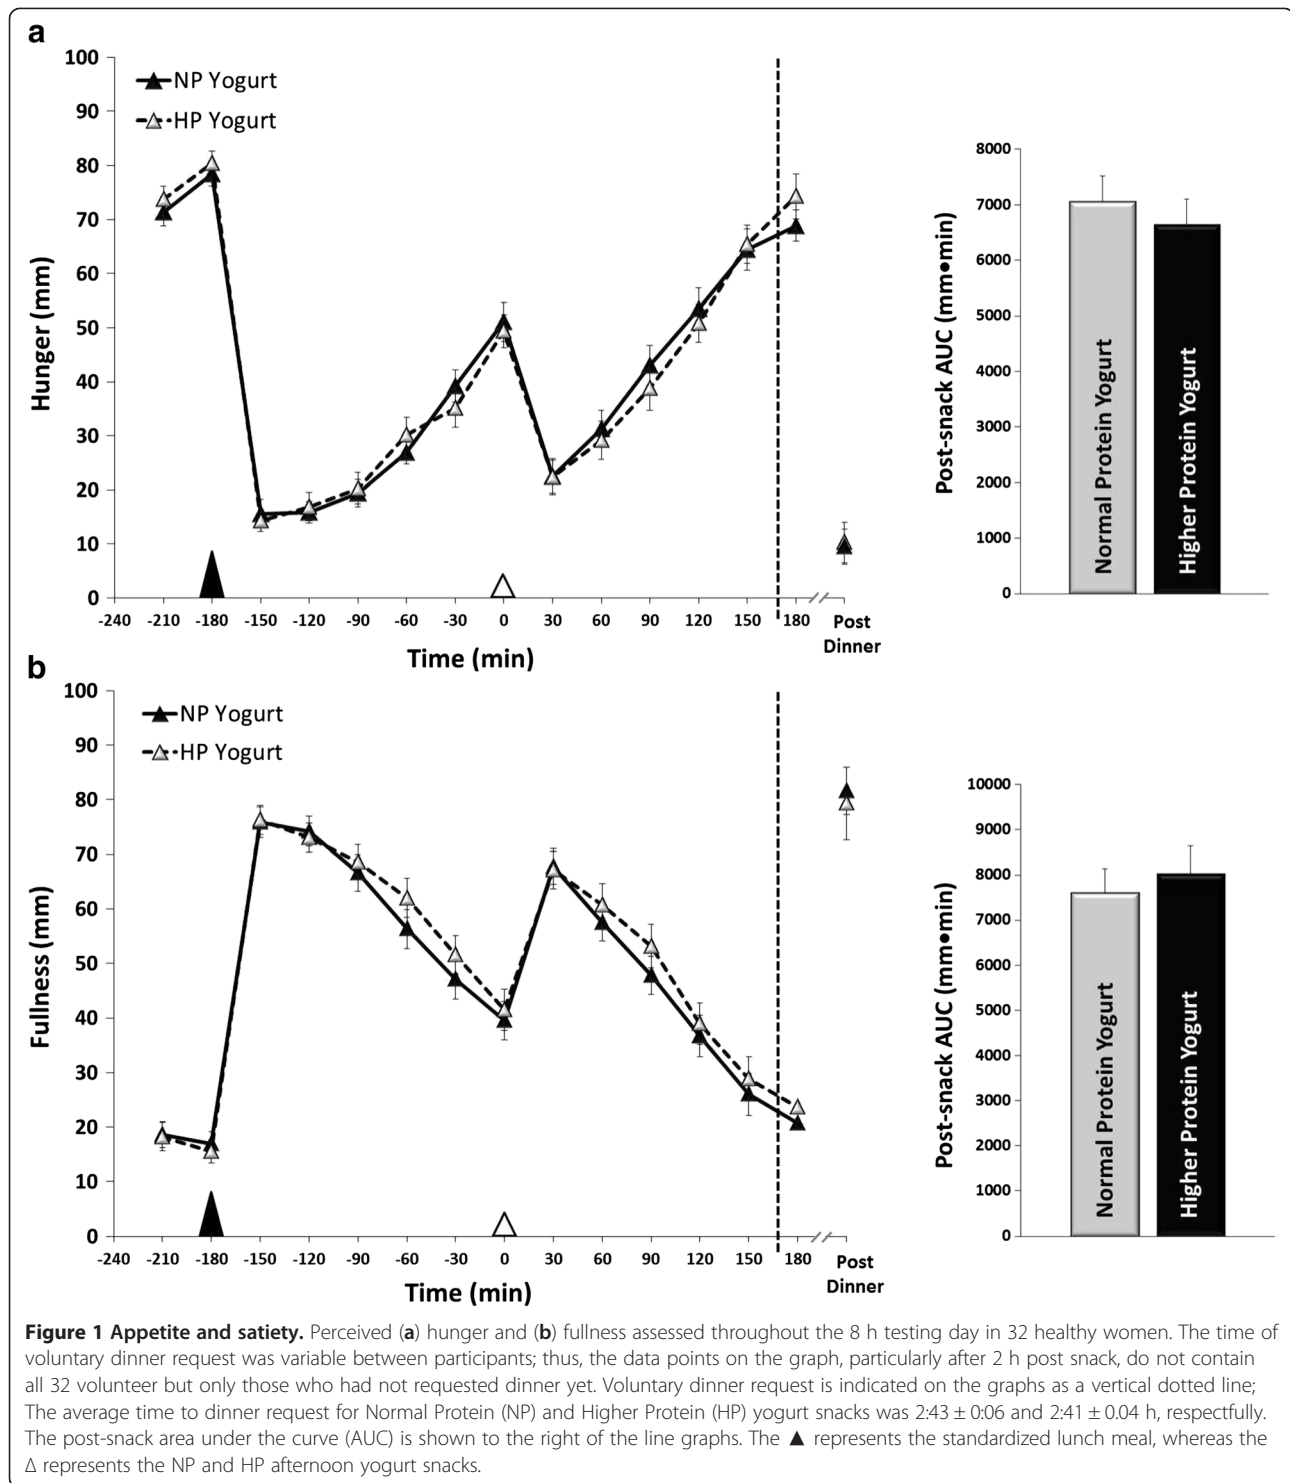 a
100
90
80
70
60
50
40
30
20
10
0
Hunger (mm)
NP Yogurt
HP Yogurt
-240 -210 -180 -150 -120 -90 -60 -30 0 30 60 90 120 150 180 Post
Dinner
Time (min)
8000
7000
6000
5000
4000
3000
2000
1000
0
Post-snack AUC (mm•min)
Normal Protein Yogurt
Higher Protein Yogurt
b
100
90
80
70
60
50
40
30
20
10
0
Fullness (mm)
NP Yogurt
HP Yogurt
-240 -210 -180 -150 -120 -90 -60 -30 0 30 60 90 120 150 180 Post
Dinner
Time (min)
10000
9000
8000
7000
6000
5000
4000
3000
2000
1000
0
Post-snack AUC (mm•min)
Normal Protein Yogurt
Higher Protein Yogurt
Figure 1 Appetite and satiety. Perceived (a) hunger and (b) fullness assessed throughout the 8 h testing day in 32 healthy women. The time of
voluntary dinner request was variable between participants; thus, the data points on the graph, particularly after 2 h post snack, do not contain
all 32 volunteer but only those who had not requested dinner yet. Voluntary dinner request is indicated on the graphs as a vertical dotted line;
The average time to dinner request for Normal Protein (NP) and Higher Protein (HP) yogurt snacks was 2:43 ± 0:06 and 2:41 ± 0.04 h, respectfully.
The post-snack area under the curve (AUC) is shown to the right of the line graphs. The ▲ represents the standardized lunch meal, whereas the
Δ represents the NP and HP afternoon yogurt snacks.